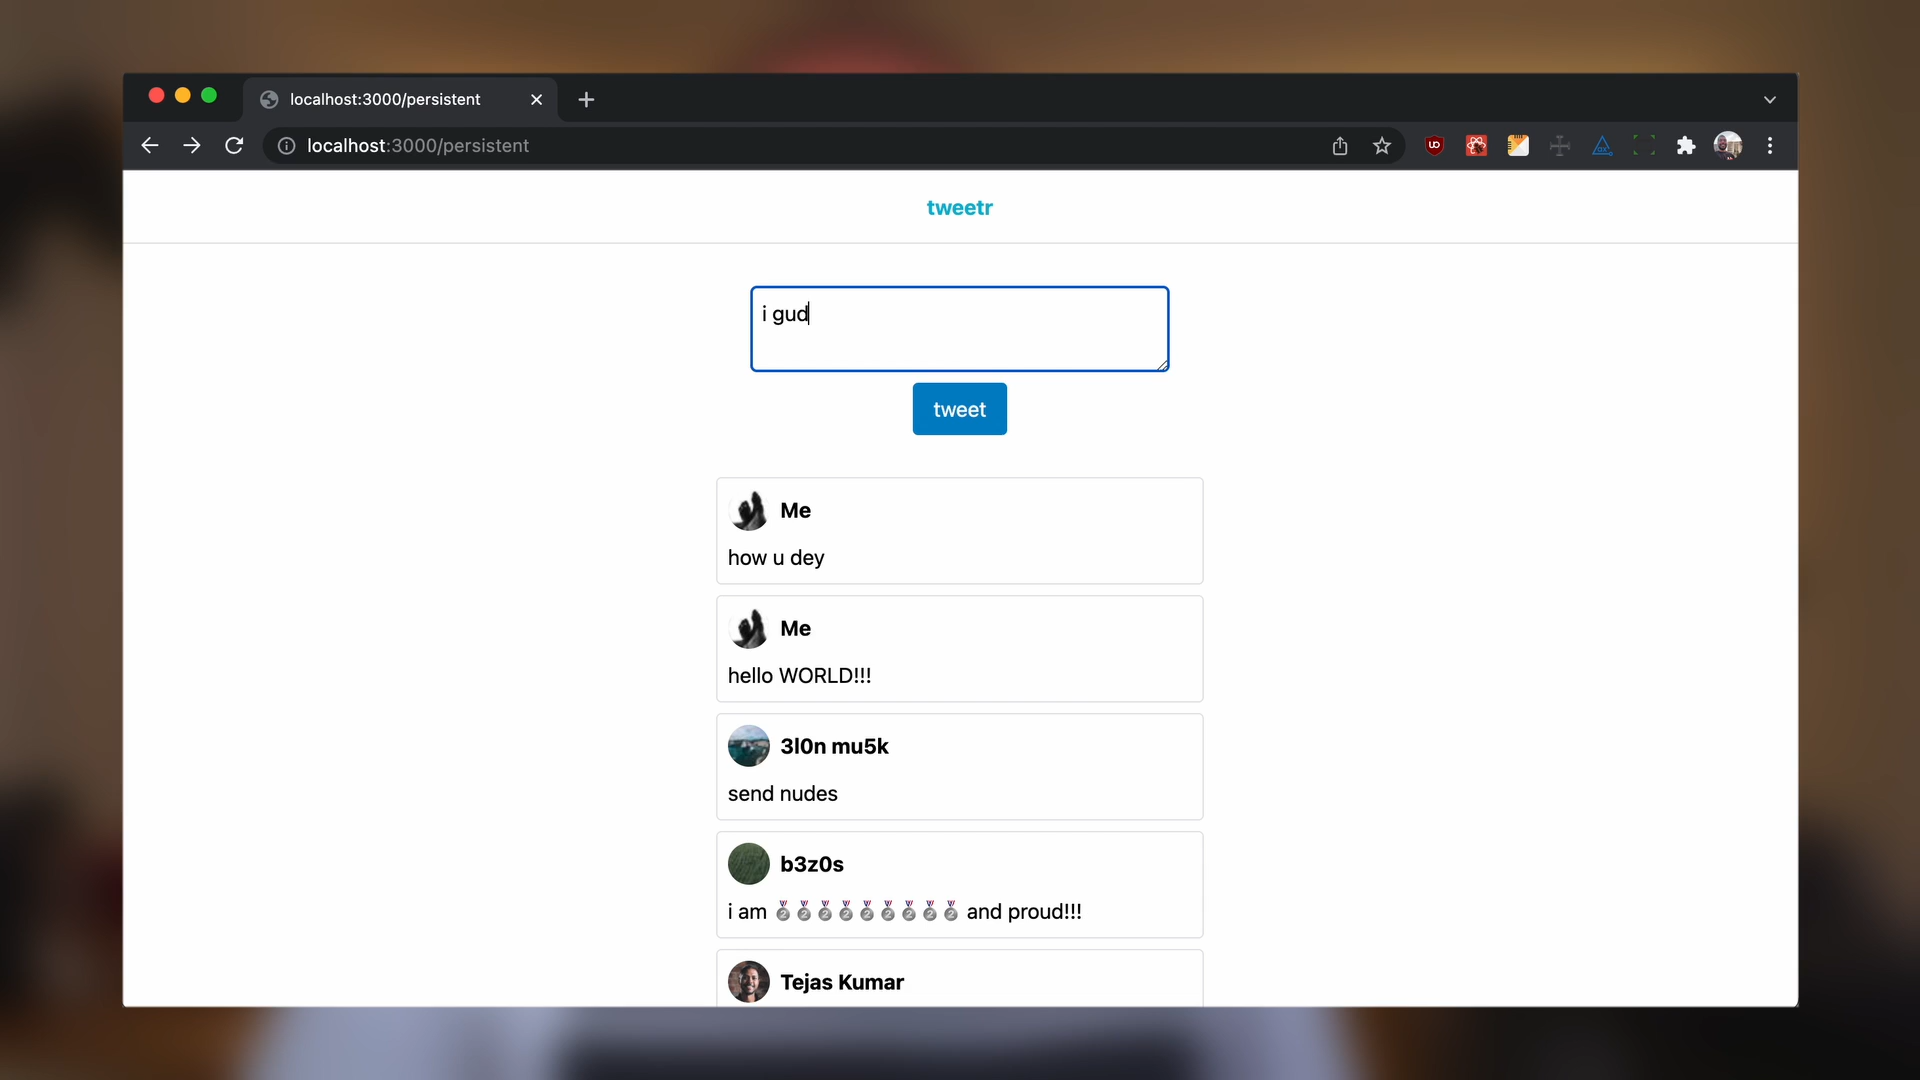 localhost:3000/persistent
localhost:3000/persistent
tweetr
i gud
tweet
Me
how u dey
Me
hello WORLD!!!
3l0n mu5k
send nudes
b3z0s
i am 🥈🥈🥈🥈🥈🥈🥈🥈🥈 and proud!!!
Tejas Kumar